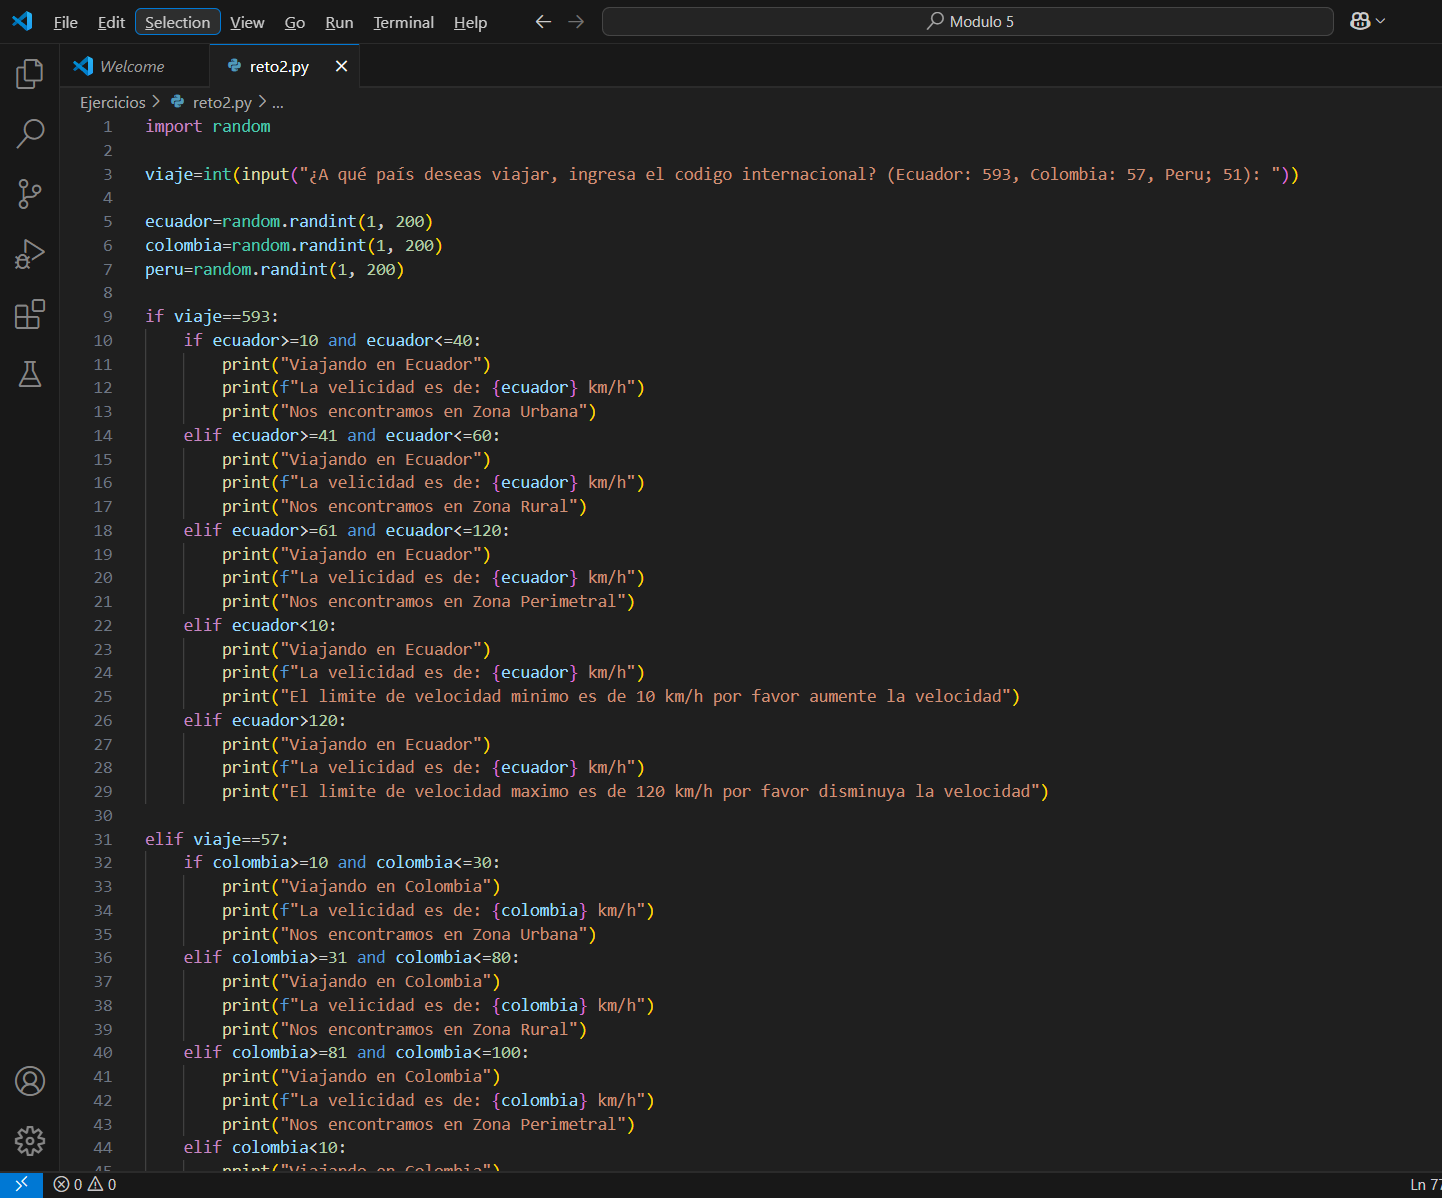 File Edit Selection View Go Run Terminal Help Modulo 5
Welcome reto2.py
Ejercicios > reto2.py > ...
1 import random
2
3 viaje=int(input("¿A qué país deseas viajar, ingresa el codigo internacional? (Ecuador: 593, Colombia: 57, Peru; 51): "))
4
5 ecuador=random.randint(1, 200)
6 colombia=random.randint(1, 200)
7 peru=random.randint(1, 200)
8
9 if viaje==593:
10     if ecuador>=10 and ecuador<=40:
11         print("Viajando en Ecuador")
12         print(f"La velicidad es de: {ecuador} km/h")
13         print("Nos encontramos en Zona Urbana")
14     elif ecuador>=41 and ecuador<=60:
15         print("Viajando en Ecuador")
16         print(f"La velicidad es de: {ecuador} km/h")
17         print("Nos encontramos en Zona Rural")
18     elif ecuador>=61 and ecuador<=120:
19         print("Viajando en Ecuador")
20         print(f"La velicidad es de: {ecuador} km/h")
21         print("Nos encontramos en Zona Perimetral")
22     elif ecuador<10:
23         print("Viajando en Ecuador")
24         print(f"La velicidad es de: {ecuador} km/h")
25         print("El limite de velocidad minimo es de 10 km/h por favor aumente la velocidad")
26     elif ecuador>120:
27         print("Viajando en Ecuador")
28         print(f"La velicidad es de: {ecuador} km/h")
29         print("El limite de velocidad maximo es de 120 km/h por favor disminuya la velocidad")
30
31 elif viaje==57:
32     if colombia>=10 and colombia<=30:
33         print("Viajando en Colombia")
34         print(f"La velicidad es de: {colombia} km/h")
35         print("Nos encontramos en Zona Urbana")
36     elif colombia>=31 and colombia<=80:
37         print("Viajando en Colombia")
38         print(f"La velicidad es de: {colombia} km/h")
39         print("Nos encontramos en Zona Rural")
40     elif colombia>=81 and colombia<=100:
41         print("Viajando en Colombia")
42         print(f"La velicidad es de: {colombia} km/h")
43         print("Nos encontramos en Zona Perimetral")
44     elif colombia<10:
45         print("Viajando en Colombia")
0 0 Ln 77